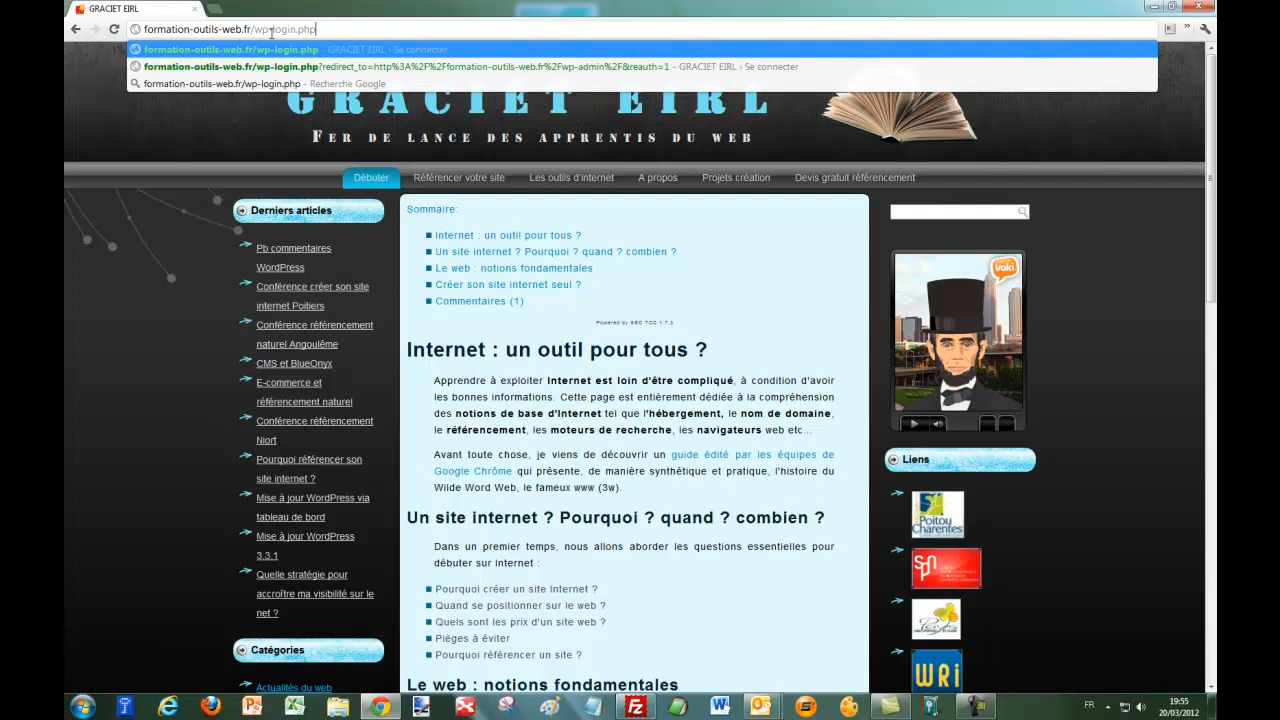 GRACIET EIRL
formation-outils-web.fr/wp-login.php
formation-outils-web.fr/wp-login.php - GRACIET EIRL › Se connecter
formation-outils-web.fr/wp-login.php?redirect_to=http%3A%2F%2Fformation-outils-web.fr%2Fwp-admin%2F&reauth=1 - GRACIET EIRL › Se connecter
formation-outils-web.fr/wp-login.php - Recherche Google
GRACIET EIRL
Fer de lance des apprentis du web
Débuter Référencer votre site Les outils d'internet A propos Projets création Devis gratuit référencement
Derniers articles
Pb commentaires
WordPress
Conférence créer son site
internet Poitiers
Conférence référencement
naturel Angoulême
CMS et BlueOnyx
E-commerce et
référencement naturel
Conférence référencement
Niort
Pourquoi référencer son
site internet ?
Mise à jour WordPress via
tableau de bord
Mise à jour WordPress
3.3.1
Quelle stratégie pour
accroître ma visibilité sur le
net ?
Catégories
Actualités du web
Sommaire:
Internet : un outil pour tous ?
Un site internet ? Pourquoi ? quand ? combien ?
Le web : notions fondamentales
Créer son site internet seul ?
Commentaires (1)
Internet : un outil pour tous ?
Apprendre à exploiter Internet est loin d'être compliqué, à condition d'avoir
les bonnes informations. Cette page est entièrement dédiée à la compréhension
des notions de base d'Internet tel que l'hébergement, le nom de domaine,
le référencement, les moteurs de recherche, les navigateurs web etc...
Avant toute chose, je viens de découvrir un guide édité par les équipes de
Google Chrôme qui présente, de manière synthétique et pratique, l'histoire du
Wilde Word Web, le fameux www (3w).
Un site internet ? Pourquoi ? quand ? combien ?
Dans un premier temps, nous allons aborder les questions essentielles pour
débuter sur Internet :
Pourquoi créer un site Internet ?
Quand se positionner sur le web ?
Quels sont les prix d'un site web ?
Pièges à éviter
Pourquoi référencer un site ?
Le web : notions fondamentales
voki
Liens
Poitou
Charentes
WRI
FR
19:55
20/03/2012